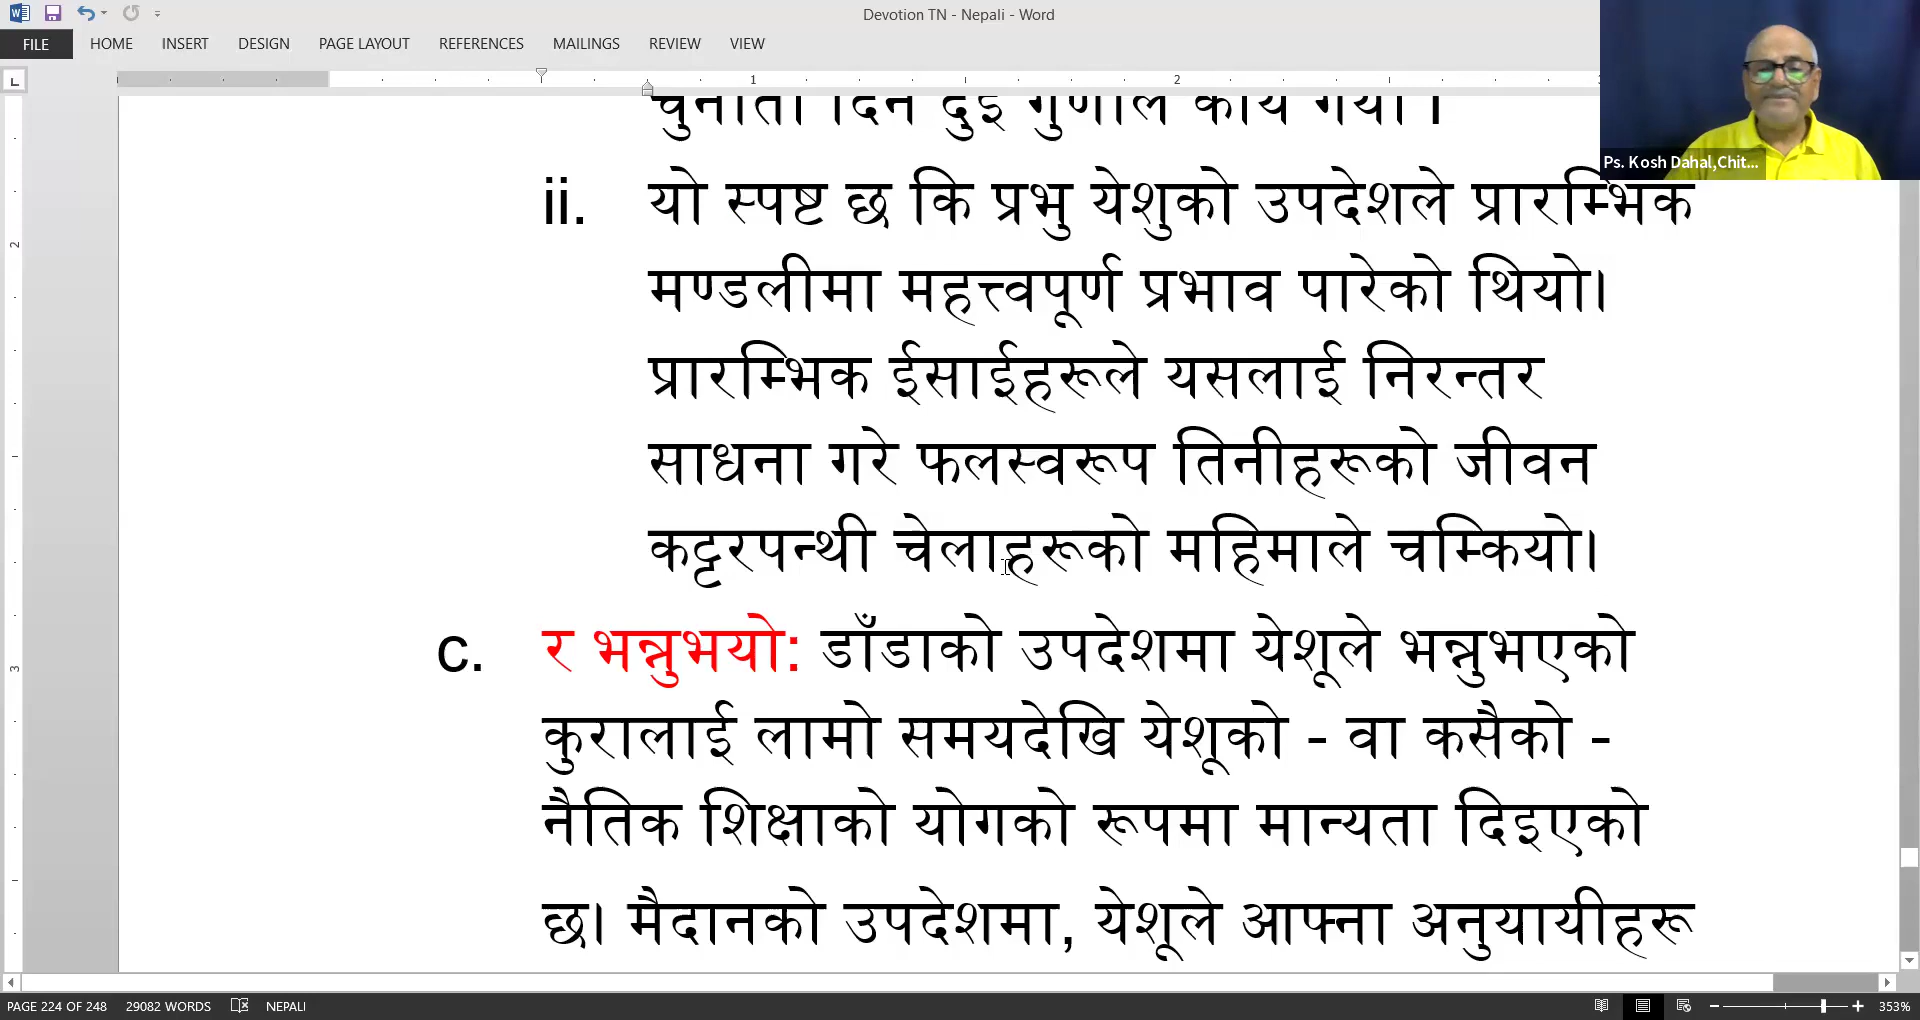 Devotion TN - Nepali - Word
FILE HOME INSERT DESIGN PAGE LAYOUT REFERENCES MAILINGS REVIEW VIEW
1 2
Ps. Kosh Dahal,Chit...
ii. यो स्पष्ट छ कि प्रभु येशुको उपदेशले प्रारम्भिक
मण्डलीमा महत्त्वपूर्ण प्रभाव पारेको थियो।
प्रारम्भिक ईसाईहरूले यसलाई निरन्तर
साधना गरे फलस्वरूप तिनीहरूको जीवन
कट्टरपन्थी चेलाहरूको महिमाले चम्कियो।
c. र भन्नुभयो: डाँडाको उपदेशमा येशूले भन्नुभएको
कुरालाई लामो समयदेखि येशूको - वा कसैको -
नैतिक शिक्षाको योगको रूपमा मान्यता दिइएको
छ। मैदानको उपदेशमा, येशूले आफ्ना अनुयायीहरू
PAGE 224 OF 248 29082 WORDS NEPALI 353%